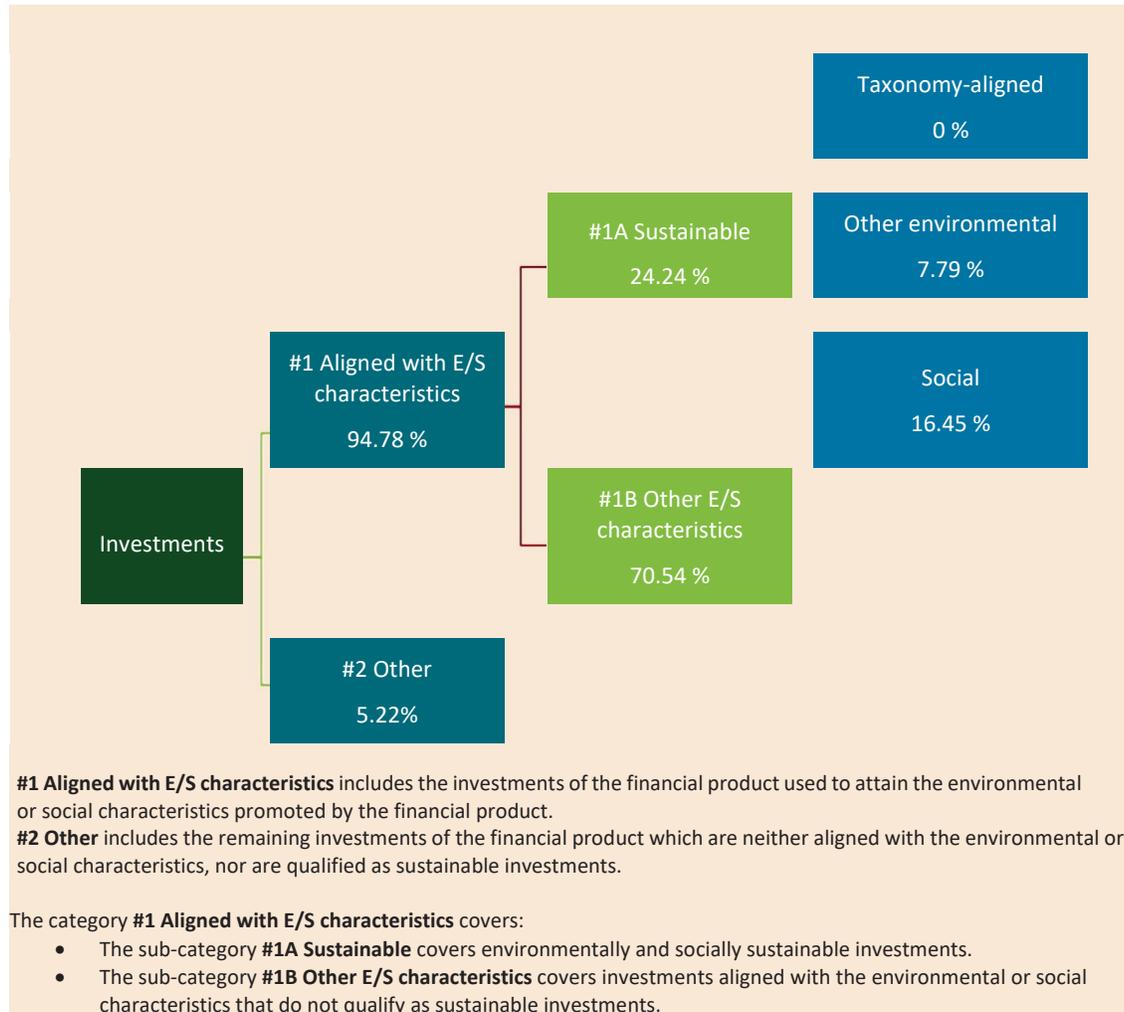 Taxonomy-aligned
0 %
#1A Sustainable
24.24 %
Other environmental
7.79 %
#1 Aligned with E/S
characteristics
94.78 %
Social
16.45 %
Investments
#1B Other E/S
characteristics
70.54 %
#2 Other
5.22%
#1 Aligned with E/S characteristics includes the investments of the financial product used to attain the environmental
or social characteristics promoted by the financial product.
#2 Other includes the remaining investments of the financial product which are neither aligned with the environmental or
social characteristics, nor are qualified as sustainable investments.
The category #1 Aligned with E/S characteristics covers:
• The sub-category #1A Sustainable covers environmentally and socially sustainable investments.
• The sub-category #1B Other E/S characteristics covers investments aligned with the environmental or social
characteristics that do not qualify as sustainable investments.